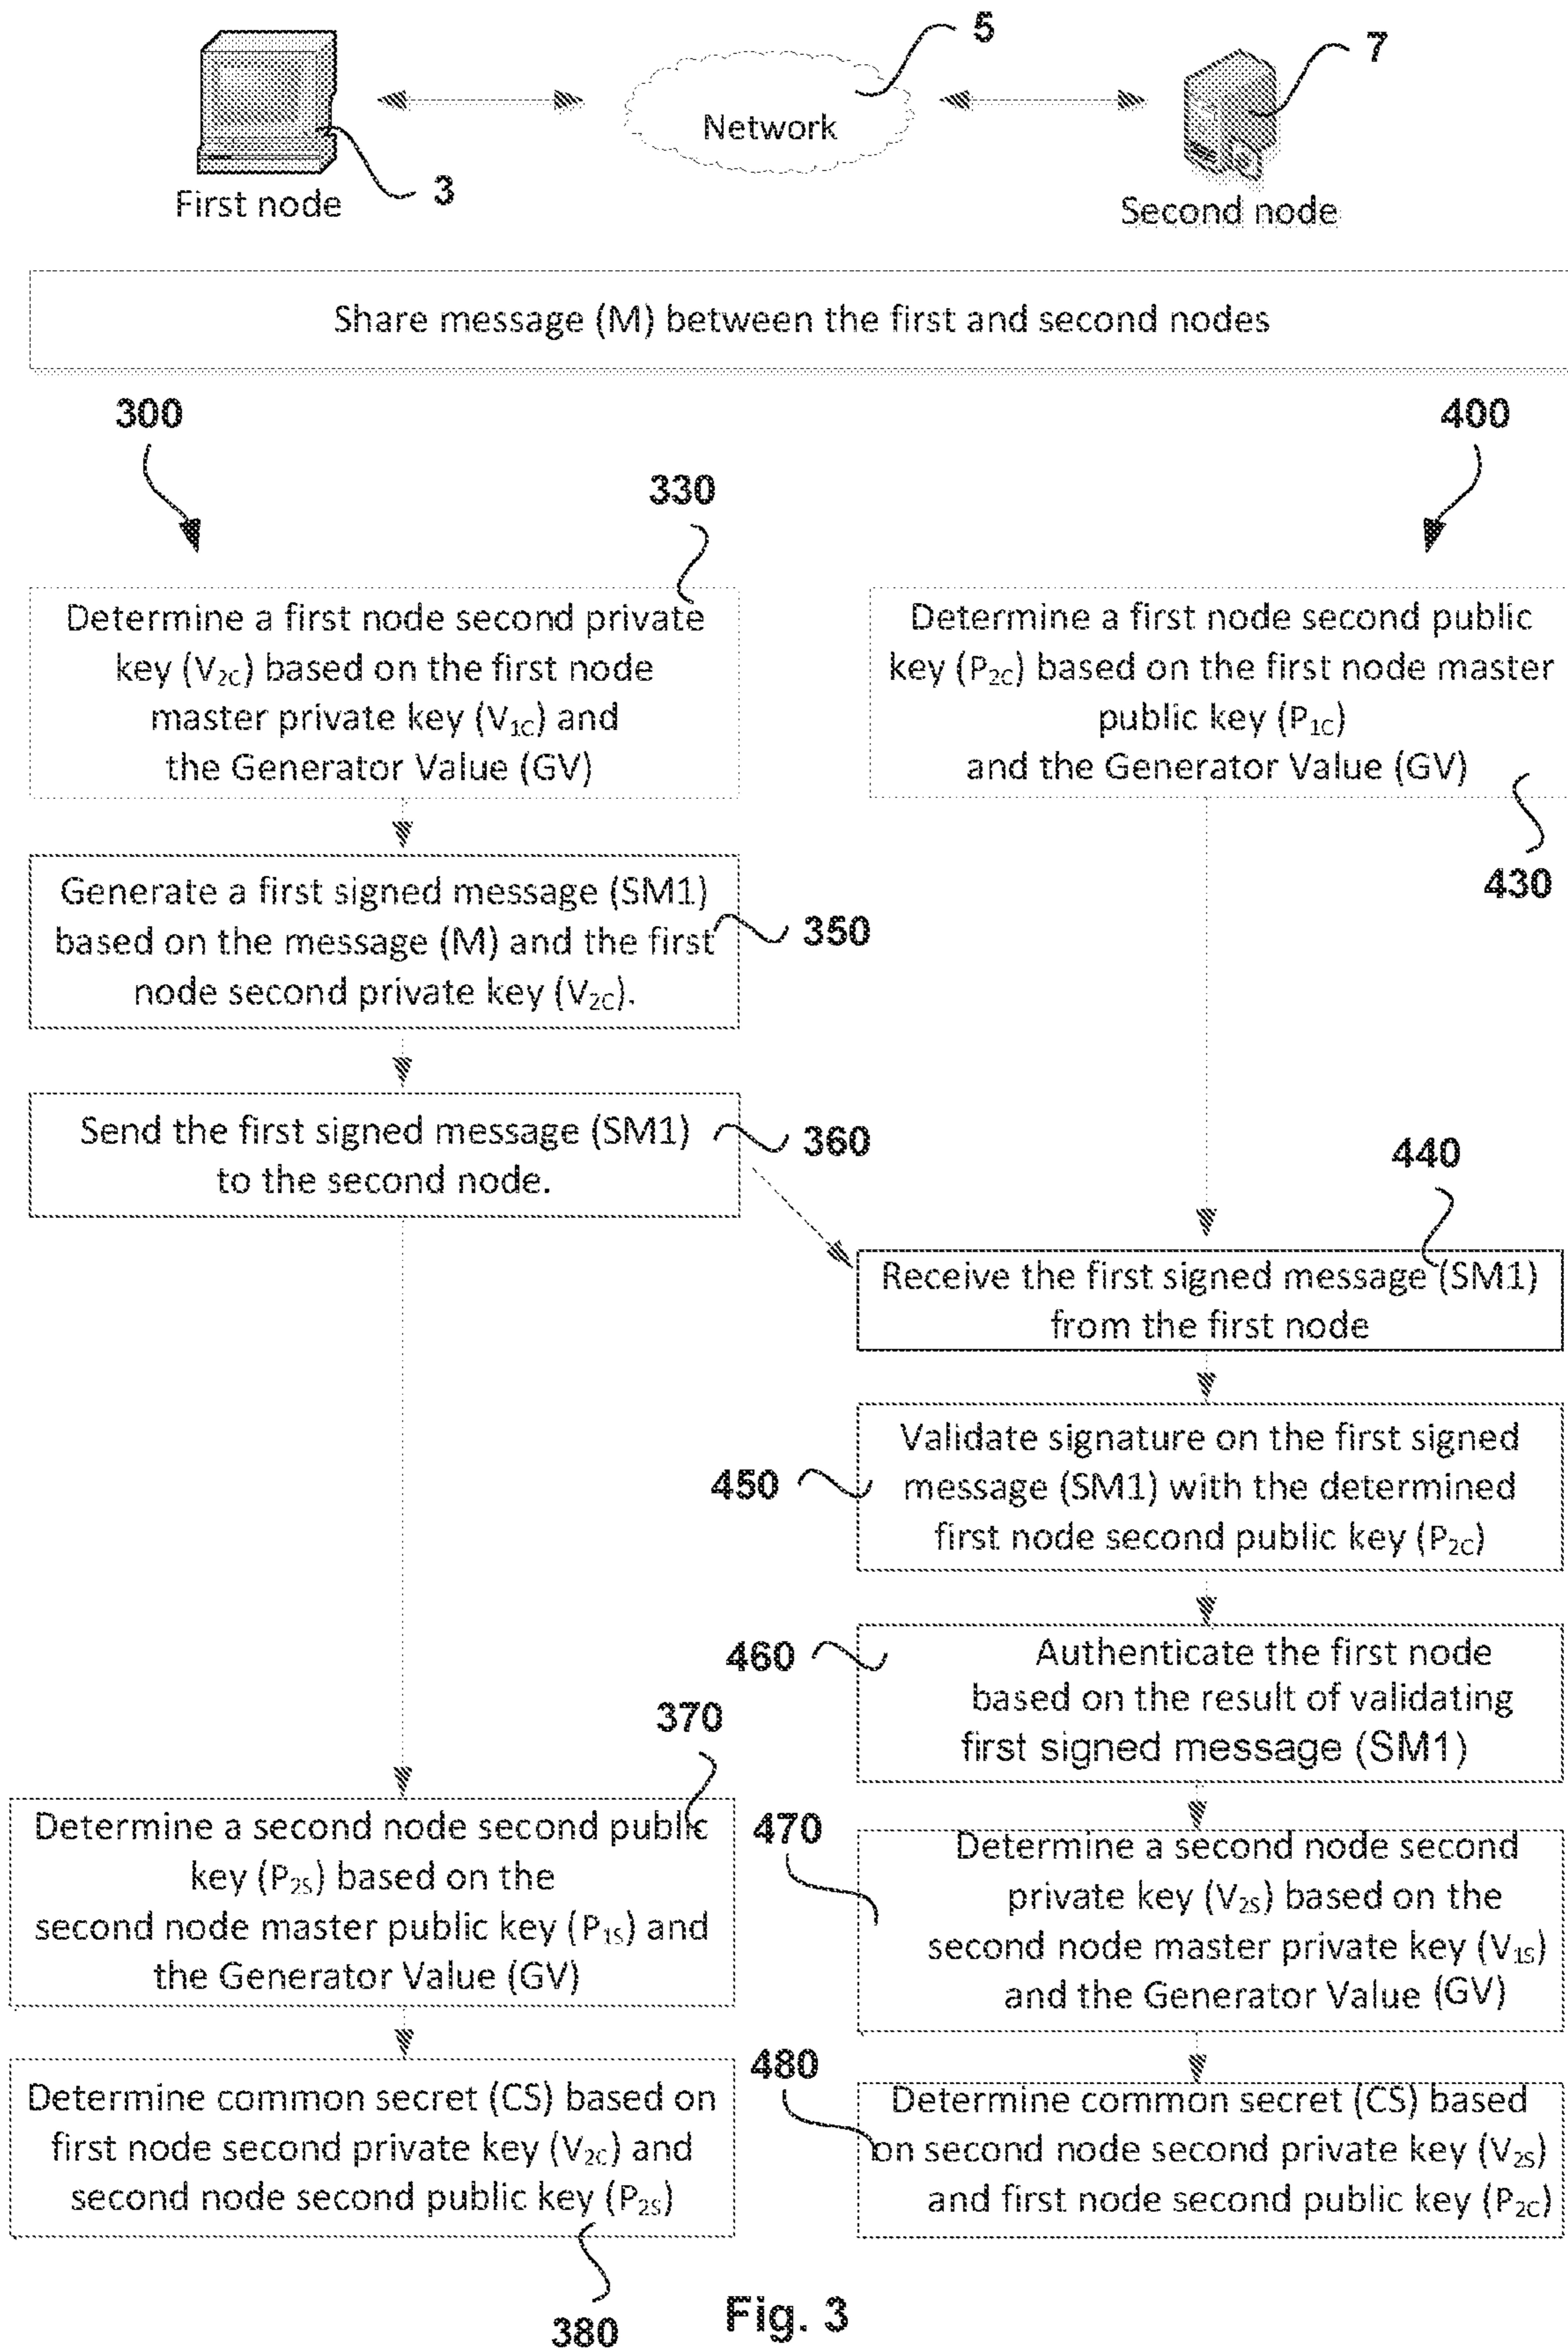 5
7
Network
3
First node
Second node
Share message (M) between the first and second nodes
300
400
330
Determine a first node second private
key (V2C) based on the first node
master private key (V1C) and
the Generator Value (GV)
Determine a first node second public
key (P2C) based on the first node master
public key (P1C)
and the Generator Value (GV)
430
Generate a first signed message (SM1)
based on the message (M) and the first
node second private key (V2C).
350
Send the first signed message (SM1)
to the second node.
360
440
Receive the first signed message (SM1)
from the first node
Validate signature on the first signed
message (SM1) with the determined
first node second public key (P2C)
450
460
Authenticate the first node
based on the result of validating
first signed message (SM1)
370
Determine a second node second public
key (P2S) based on the
second node master public key (P1S) and
the Generator Value (GV)
470
Determine a second node second
private key (V2S) based on the
second node master private key (V1S)
and the Generator Value (GV)
Determine common secret (CS) based on
first node second private key (V2C) and
second node second public key (P2S)
480
Determine common secret (CS) based
on second node second private key (V2S)
and first node second public key (P2C)
380
Fig. 3